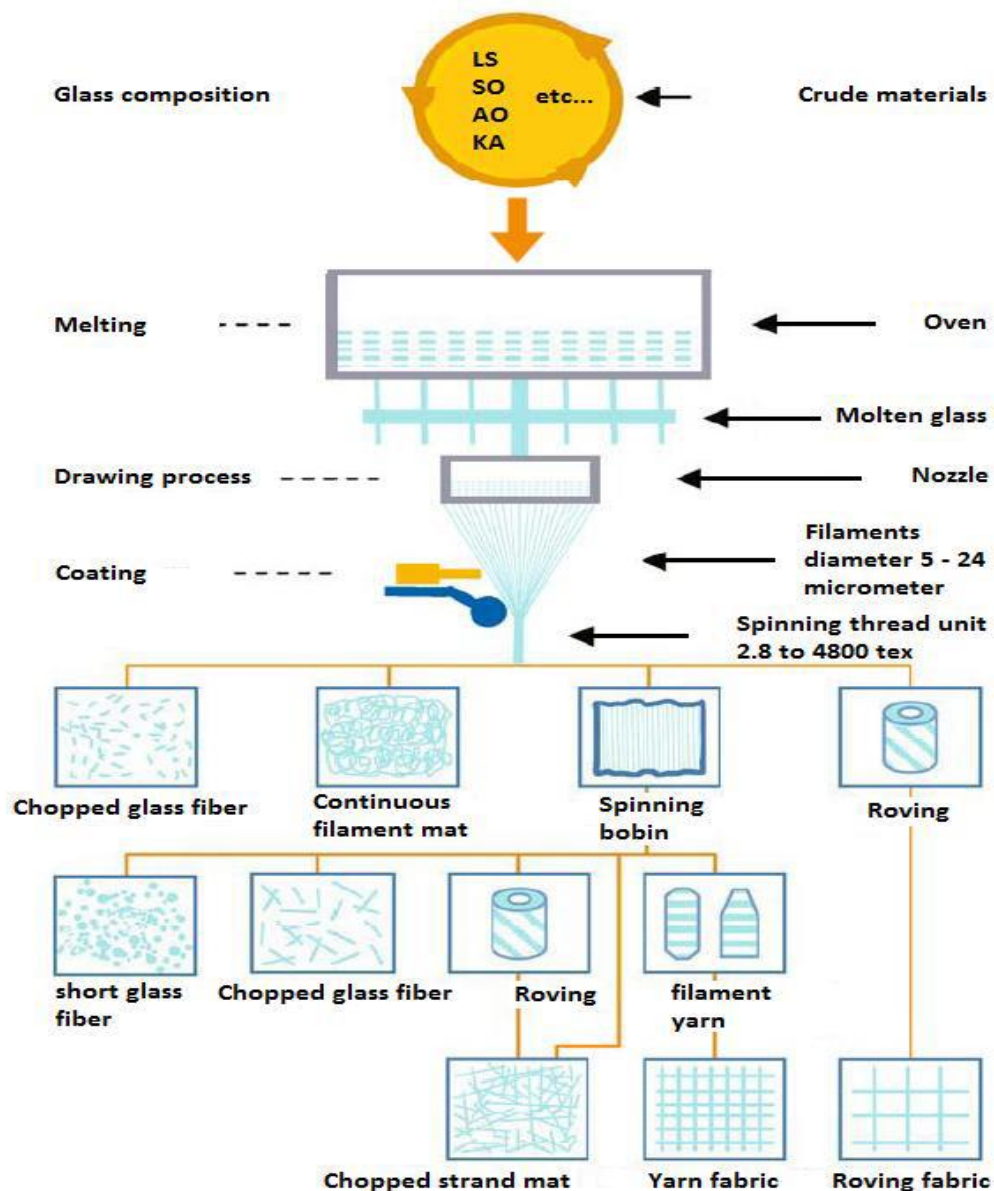 LS
SO
AO
KA
etc...
Glass composition
Crude materials
Melting
Oven
Molten glass
Drawing process
Nozzle
Filaments
diameter 5 - 24
micrometer
Coating
Spinning thread unit
2.8 to 4800 tex
Chopped glass fiber
Continuous
filament mat
Spinning
bobin
Roving
short glass
fiber
Chopped glass fiber
Roving
filament
yarn
Chopped strand mat
Yarn fabric
Roving fabric